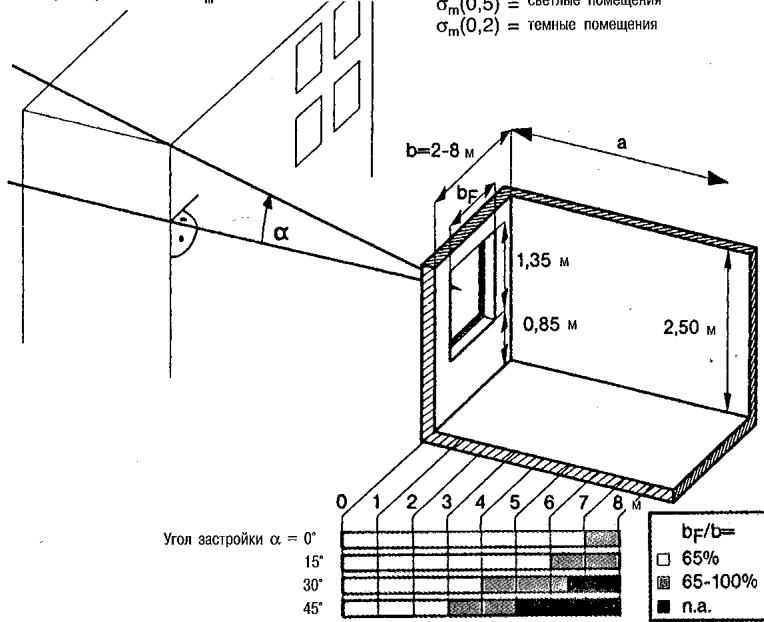 σm(0,5) = светлые помещения
σm(0,2) = темные помещения
b=2-8 м
a
bF
α
1,35 м
0,85 м
2,50 м
0 1 2 3 4 5 6 7 8 м
Угол застройки α = 0°
15°
30°
45°
bF/b=
65%
65-100%
n.a.